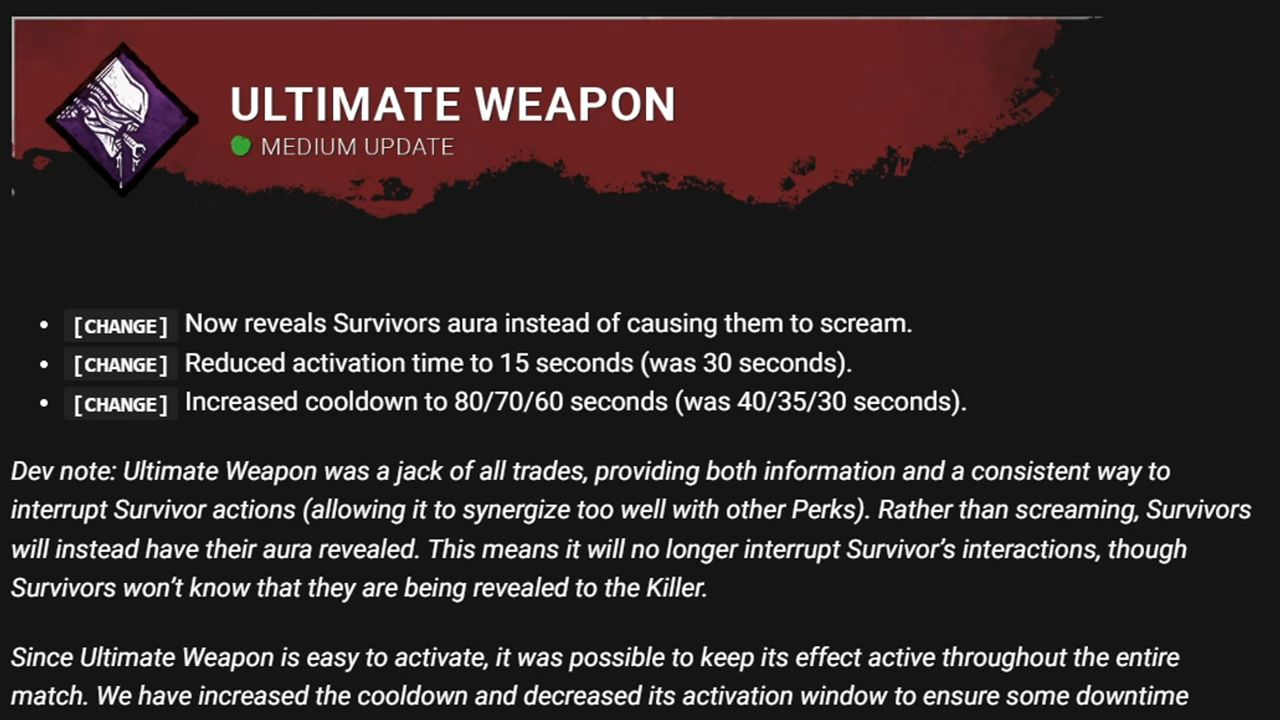 ULTIMATE WEAPON
MEDIUM UPDATE
• [CHANGE] Now reveals Survivors aura instead of causing them to scream.
• [CHANGE] Reduced activation time to 15 seconds (was 30 seconds).
• [CHANGE] Increased cooldown to 80/70/60 seconds (was 40/35/30 seconds).
Dev note: Ultimate Weapon was a jack of all trades, providing both information and a consistent way to
interrupt Survivor actions (allowing it to synergize too well with other Perks). Rather than screaming, Survivors
will instead have their aura revealed. This means it will no longer interrupt Survivor’s interactions, though
Survivors won’t know that they are being revealed to the Killer.
Since Ultimate Weapon is easy to activate, it was possible to keep its effect active throughout the entire
match. We have increased the cooldown and decreased its activation window to ensure some downtime